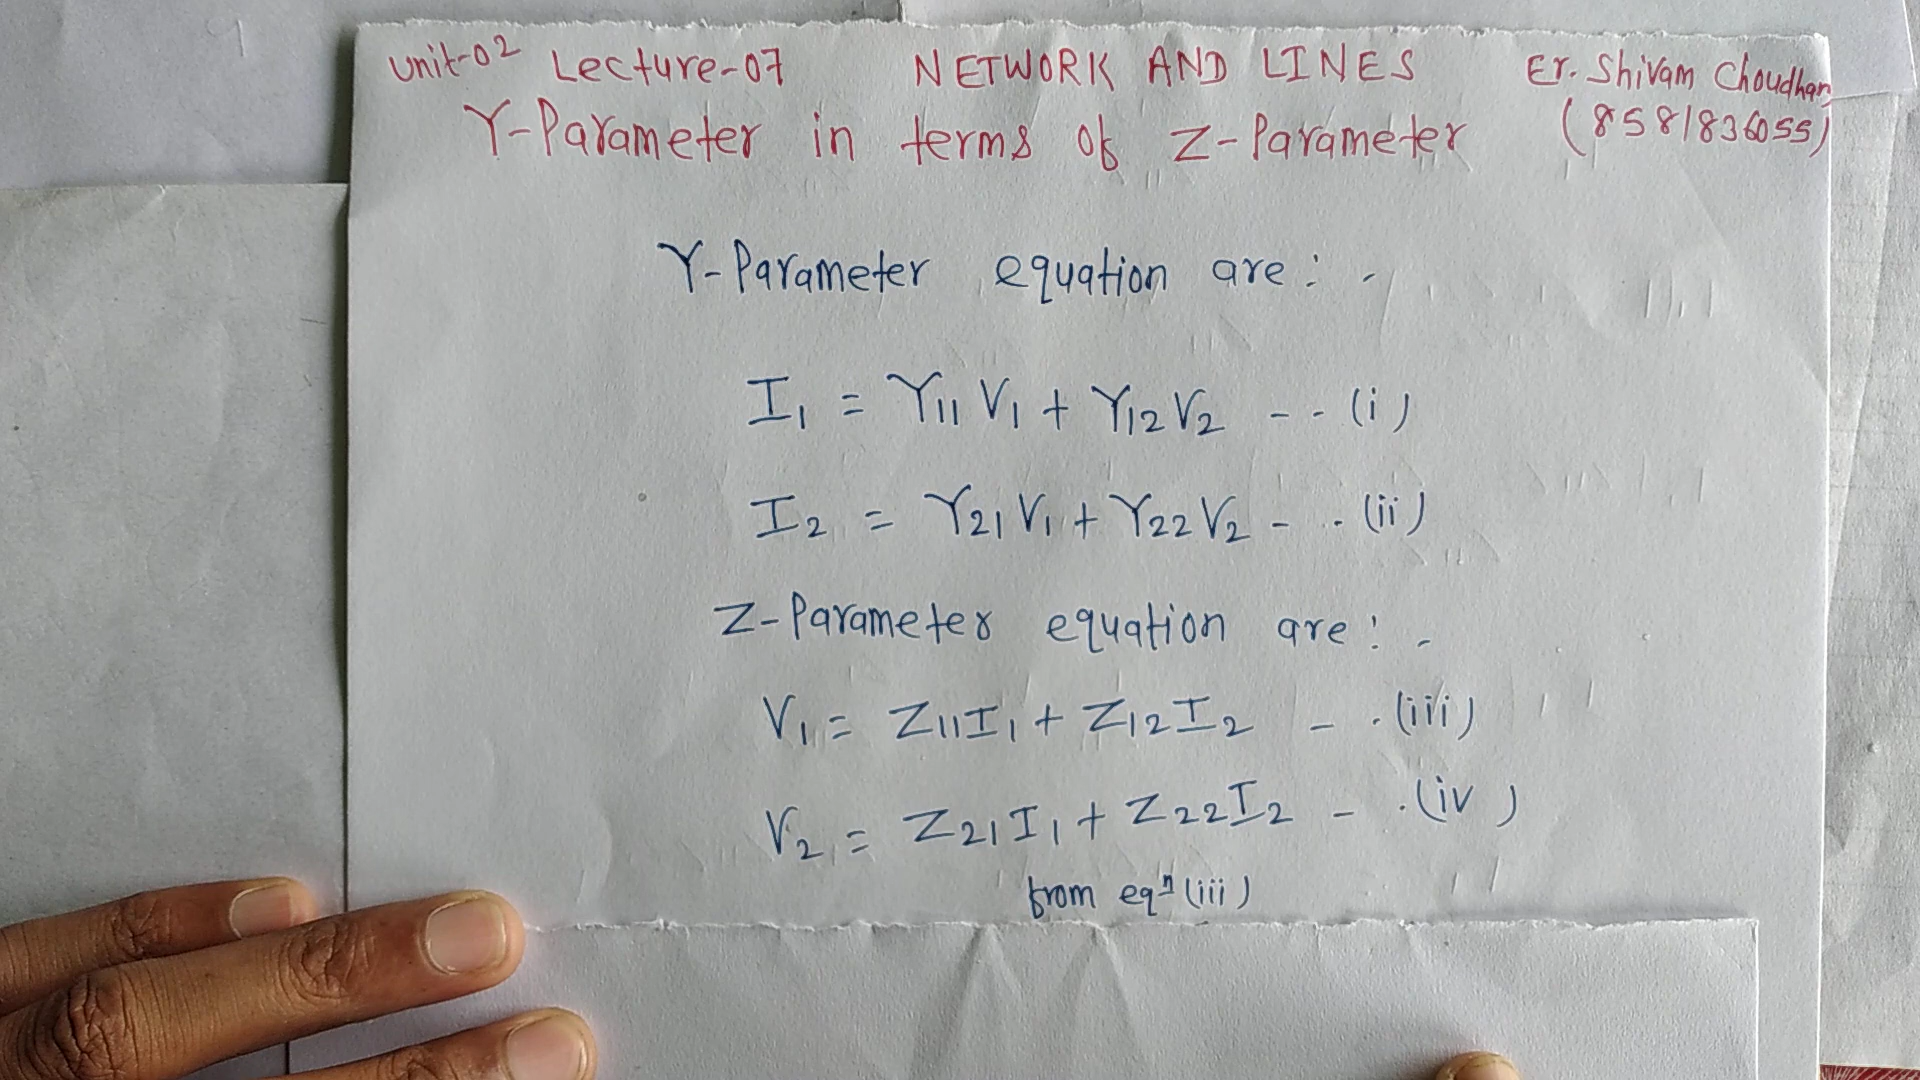 Unit-02 Lecture-07 NETWORK AND LINES Er. Shivam Choudhary
Y-Parameter in terms of Z-Parameter (8581836055)
Y-Parameter equation are: -
I1 = Y11 V1 + Y12 V2 - - (i)
I2 = Y21 V1 + Y22 V2 - - (ii)
Z-Parameter equation are: -
V1 = Z11 I1 + Z12 I2 - - (iii)
V2 = Z21 I1 + Z22 I2 - - (iv)
from eqⁿ (iii)